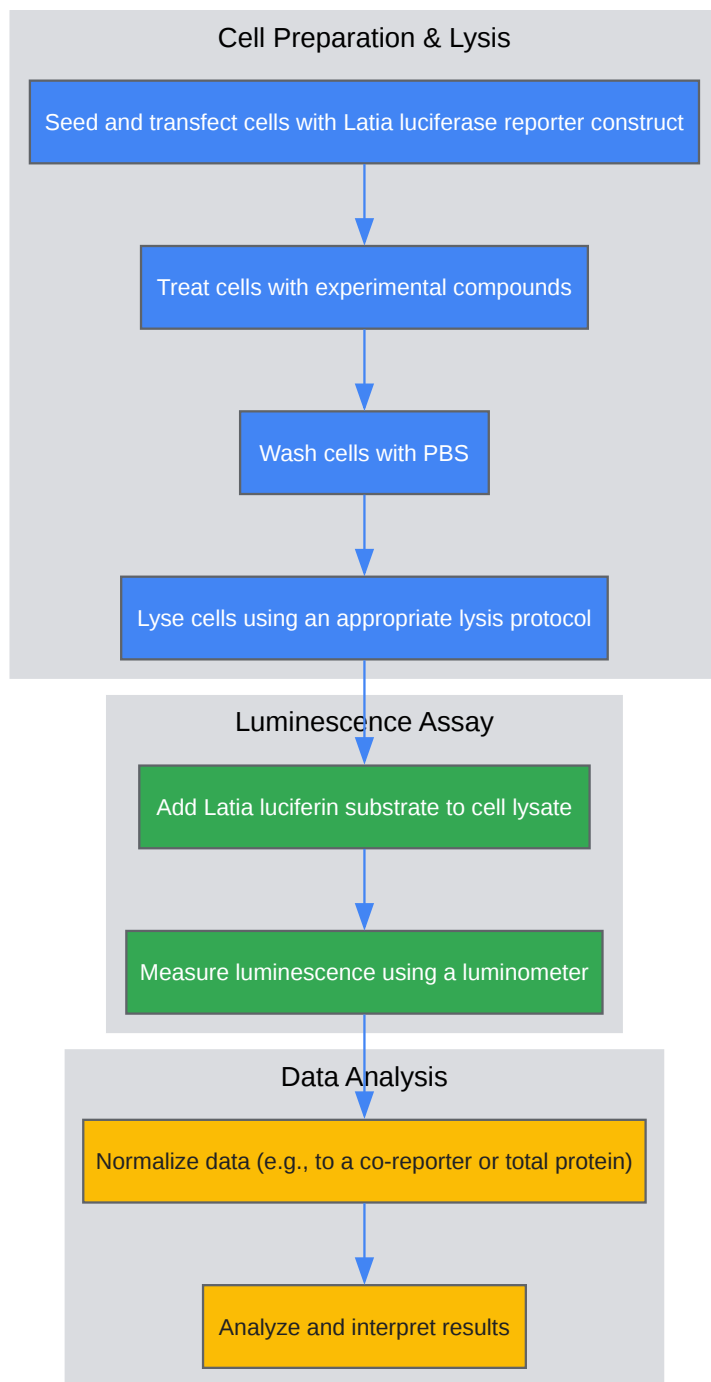 Cell Preparation & Lysis
Seed and transfect cells with Latia luciferase reporter construct
Treat cells with experimental compounds
Wash cells with PBS
Lyse cells using an appropriate lysis protocol
Luminescence Assay
Add Latia luciferin substrate to cell lysate
Measure luminescence using a luminometer
Data Analysis
Normalize data (e.g., to a co-reporter or total protein)
Analyze and interpret results